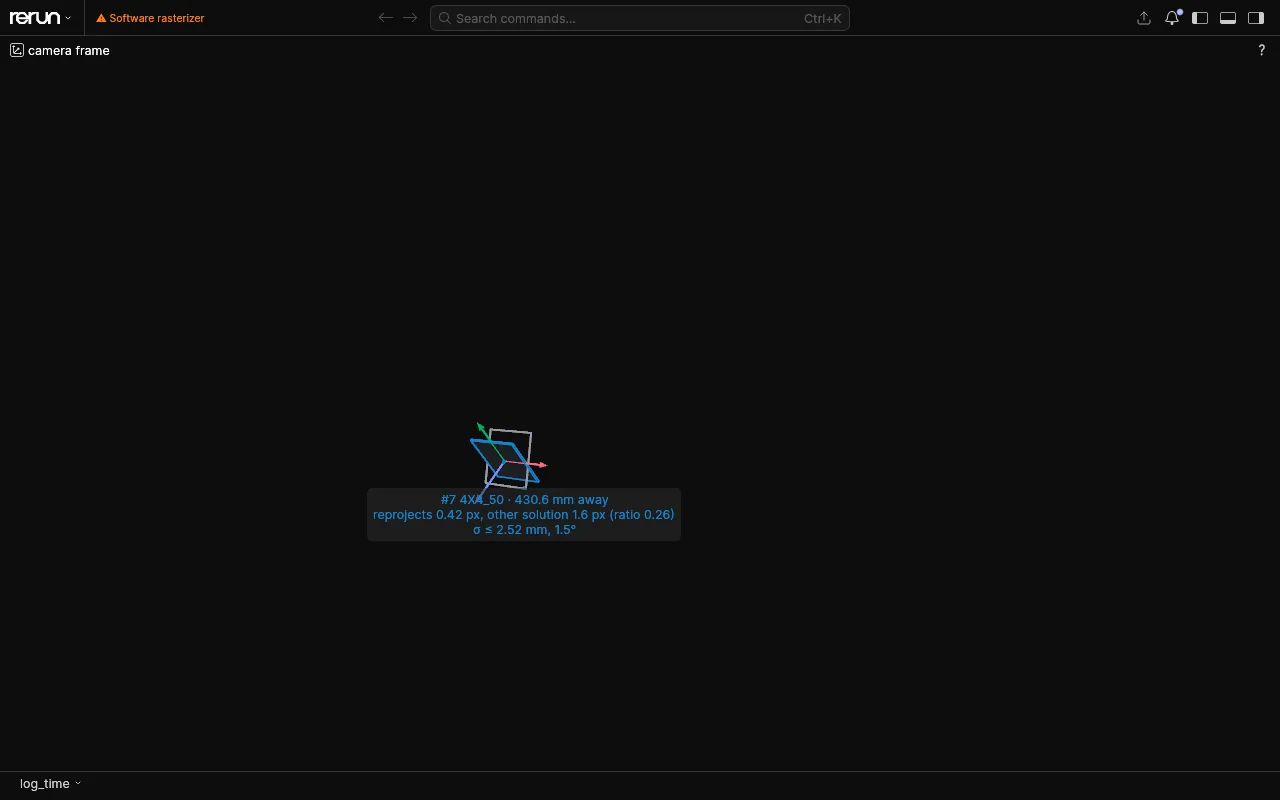 rerun
Software rasterizer
Search commands...
Ctrl+K
camera frame
?
#7 4X4_50 · 430.6 mm away
reprojects 0.42 px, other solution 1.6 px (ratio 0.26)
σ ≤ 2.52 mm, 1.5°
log_time